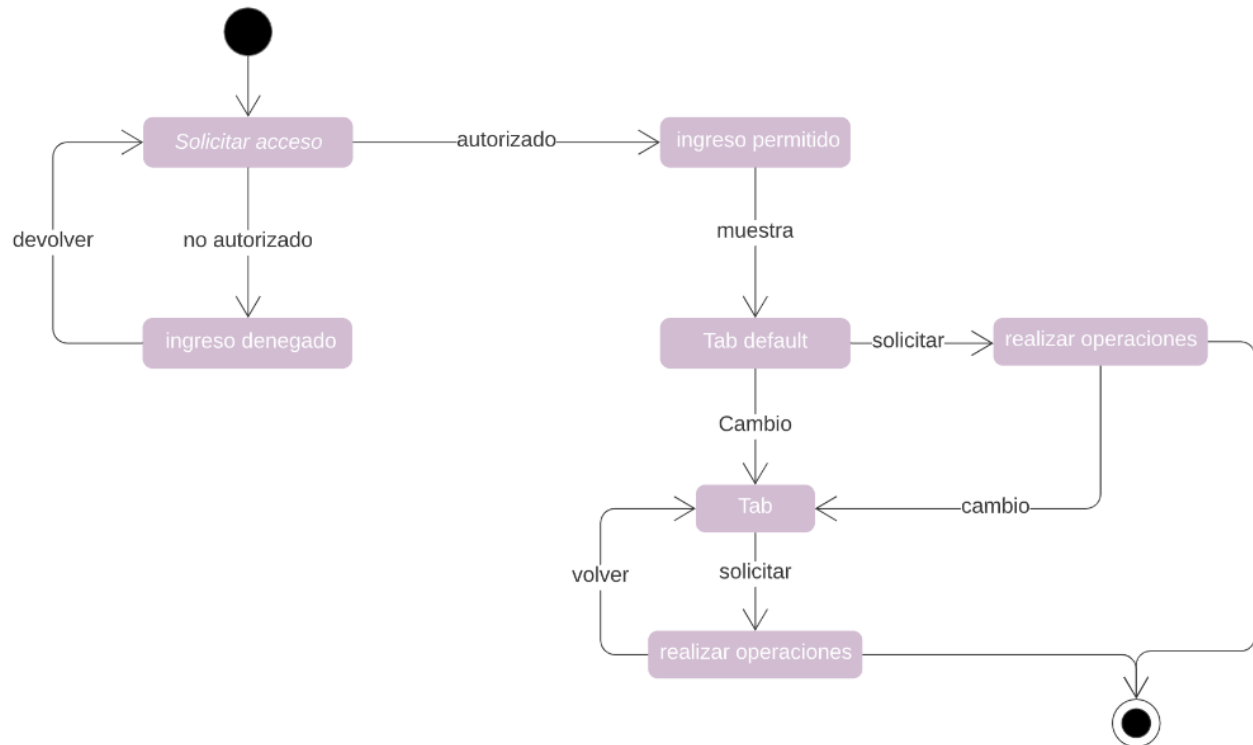 Solicitar acceso
autorizado
ingreso permitido
devolver
no autorizado
muestra
ingreso denegado
Tab default
solicitar
realizar operaciones
Cambio
Tab
cambio
volver
solicitar
realizar operaciones